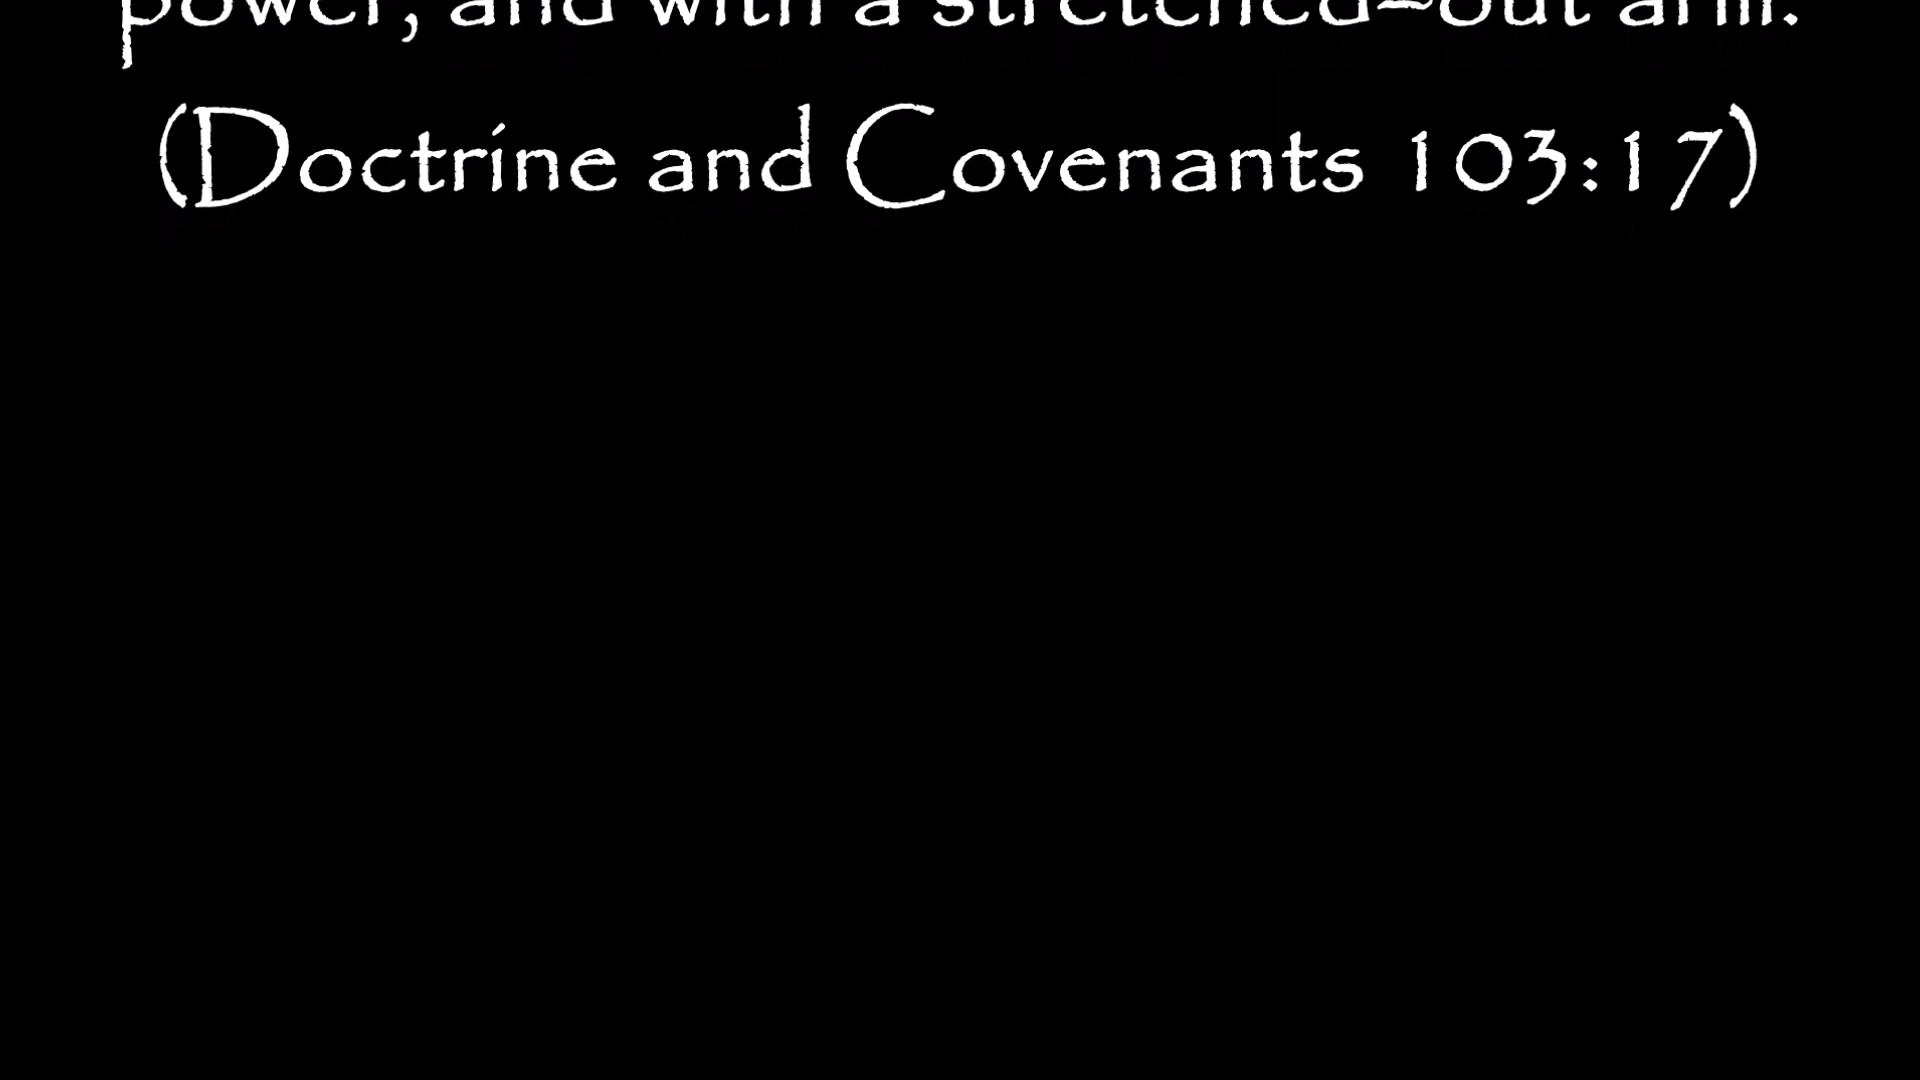 power, and with a stretched-out arm.
(Doctrine and Covenants 103:17)